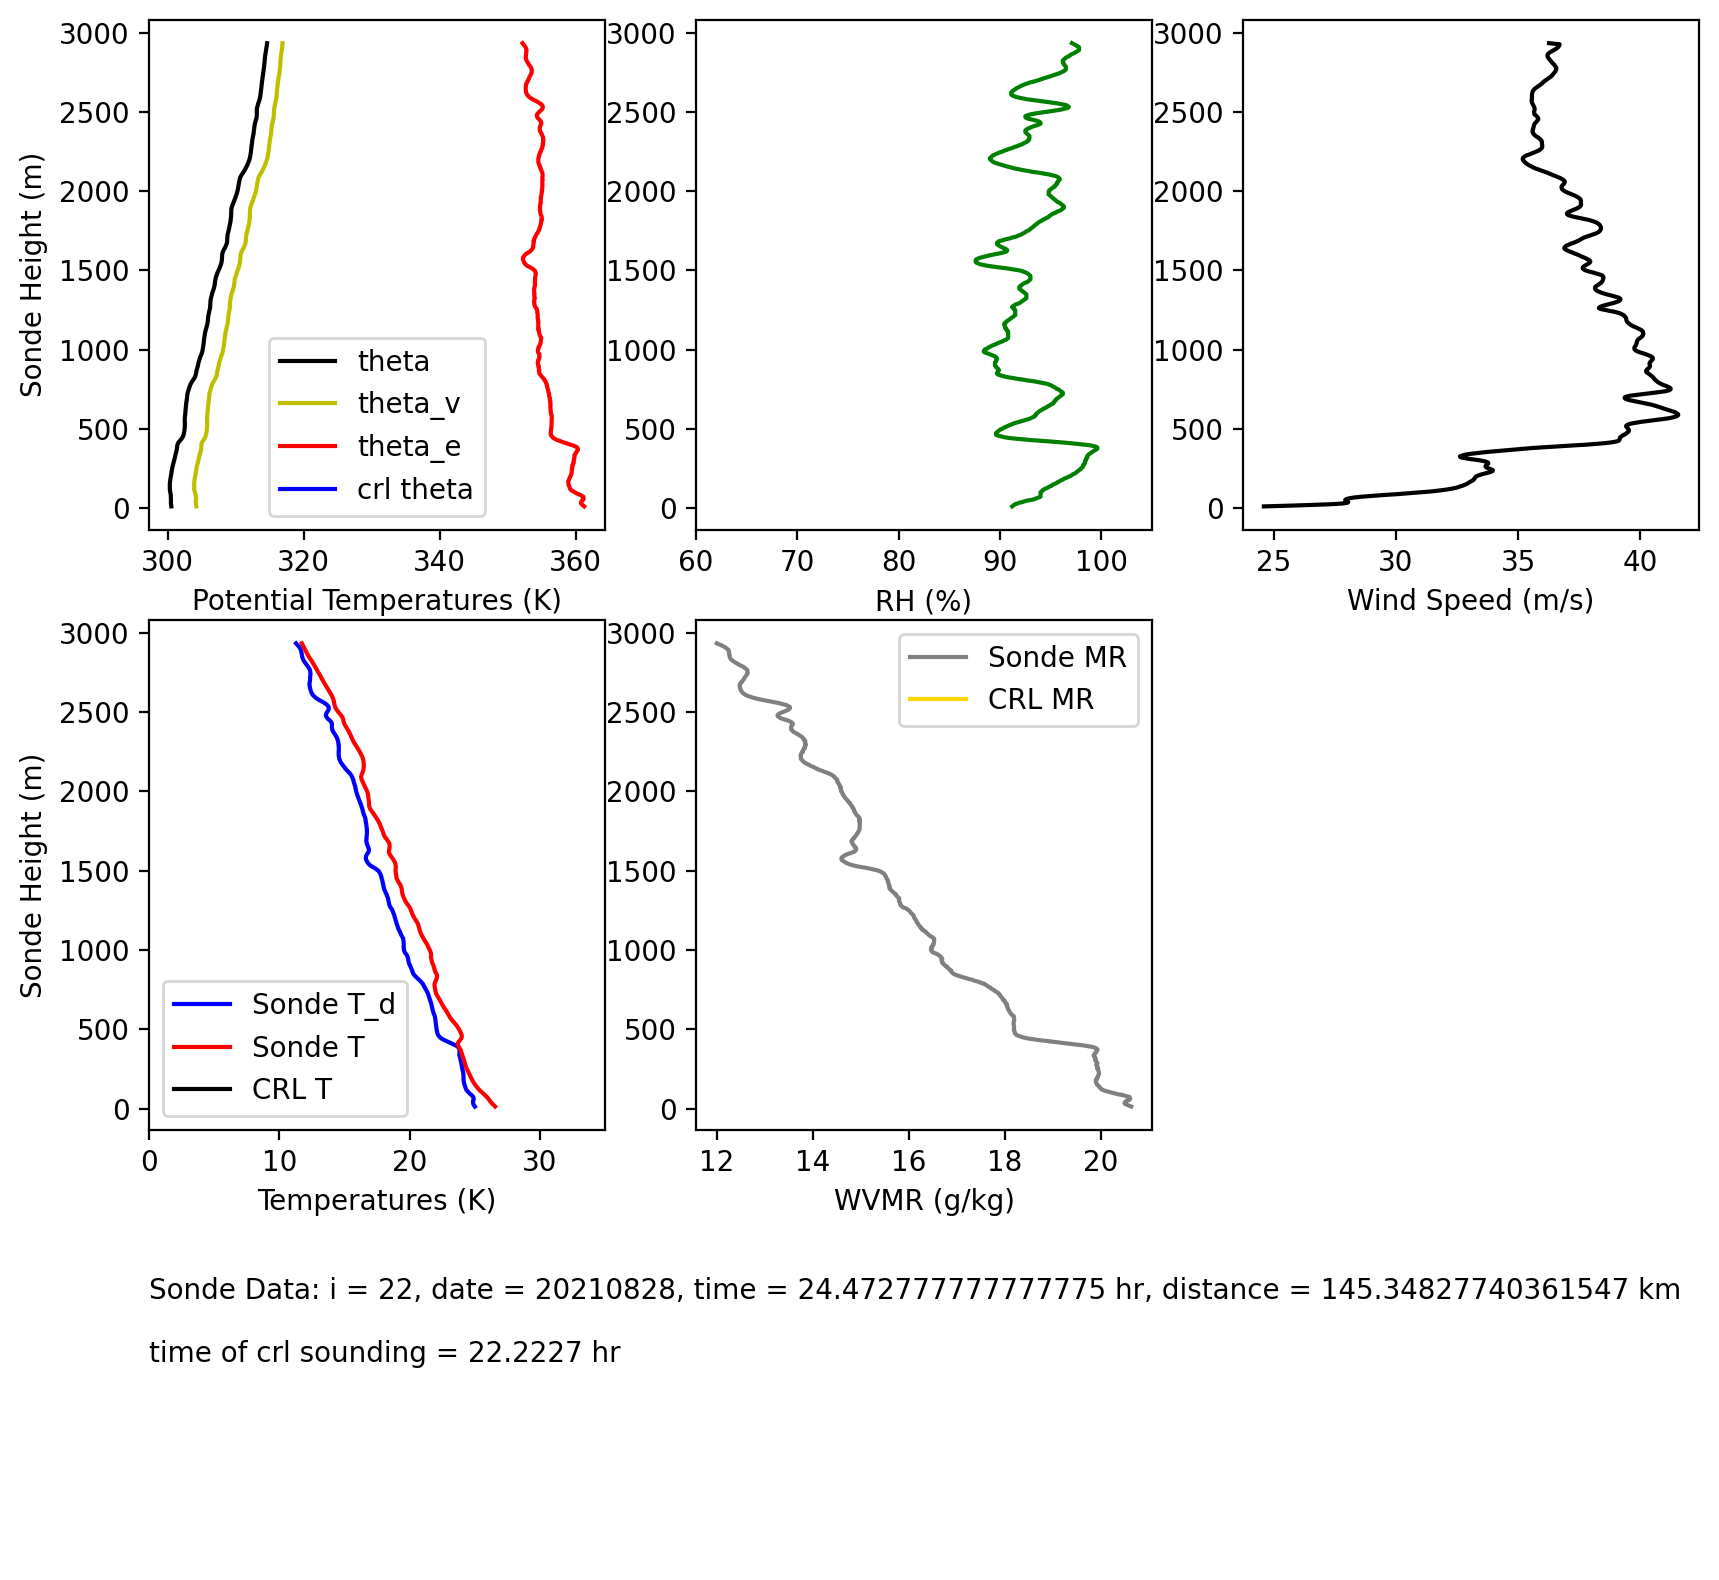 3000
2500
2000
1500
1000
500
0
Sonde Height (m)
theta
theta_v
theta_e
crl theta
300 320 340 360
Potential Temperatures (K)
3000
2500
2000
1500
1000
500
0
60 70 80 90 100
RH (%)
3000
2500
2000
1500
1000
500
0
25 30 35 40
Wind Speed (m/s)
3000
2500
2000
1500
1000
500
0
Sonde Height (m)
Sonde T_d
Sonde T
CRL T
0 10 20 30
Temperatures (K)
3000
2500
2000
1500
1000
500
0
Sonde MR
CRL MR
12 14 16 18 20
WVMR (g/kg)
Sonde Data: i = 22, date = 20210828, time = 24.472777777777775 hr, distance = 145.34827740361547 km
time of crl sounding = 22.2227 hr